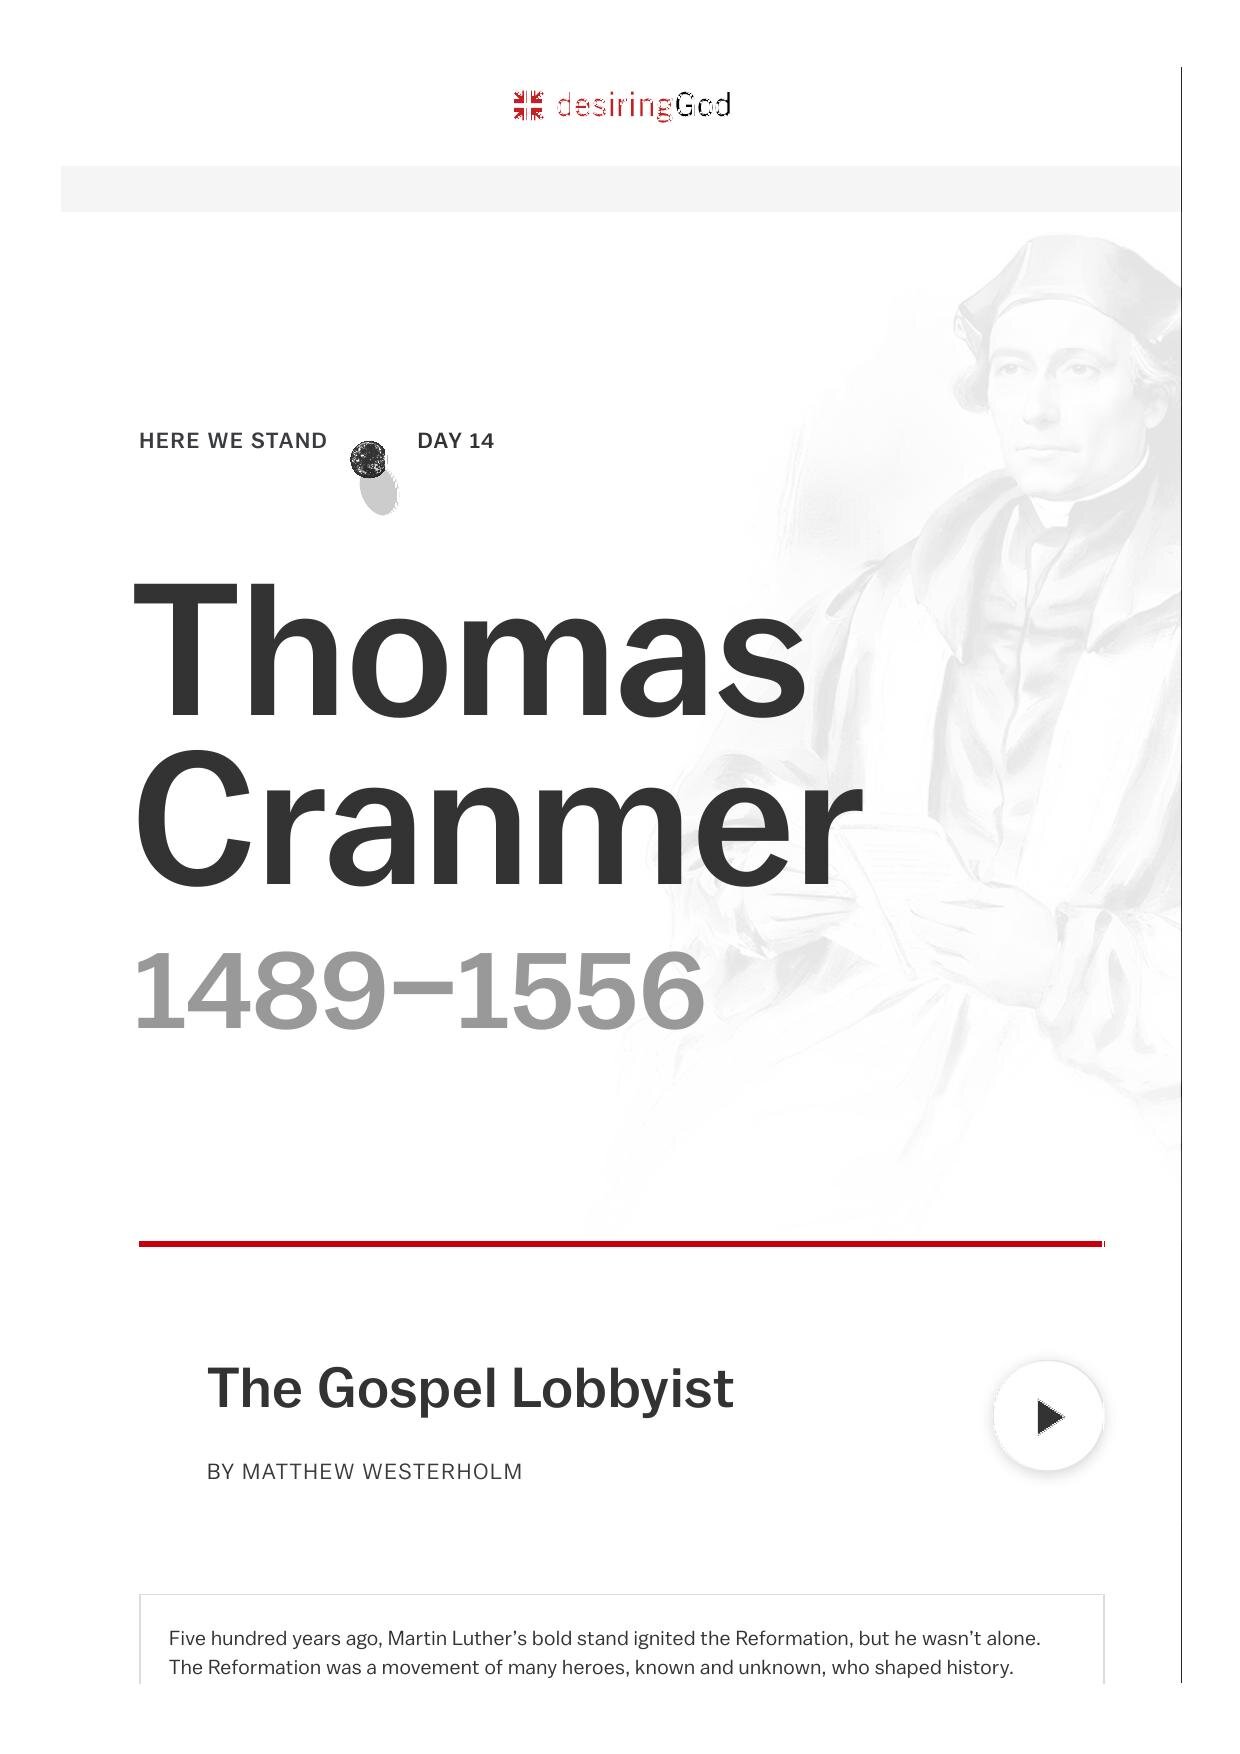 desiringGod
HERE WE STAND DAY 14
Thomas
Cranmer
1489–1556
The Gospel Lobbyist
BY MATTHEW WESTERHOLM
Five hundred years ago, Martin Luther’s bold stand ignited the Reformation, but he wasn’t alone.
The Reformation was a movement of many heroes, known and unknown, who shaped history.